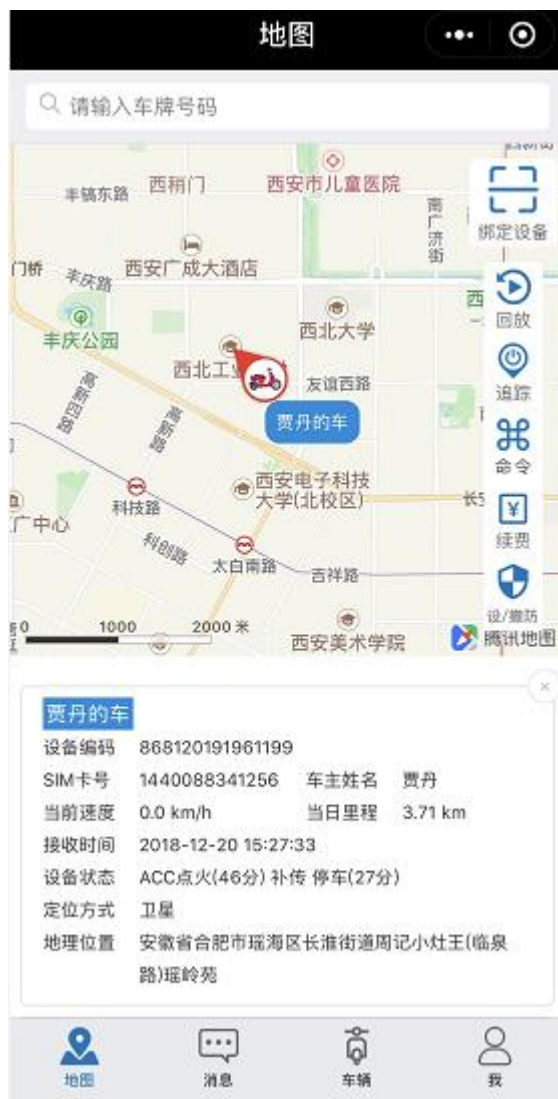 地图
请输入车牌号码
西稍门
西安市儿童医院
丰镐东路
南广济街
绑定设备
门桥
丰庆路
西安广成大酒店
回放
丰庆公园
西北大学
西北工业
友谊西路
追踪
贾丹的车
高新四路
高新路
命令
西安电子科技
大学(北校区)
科技路
广中心
续费
科创路
太白南路
吉祥路
设/撤防
0 1000 2000 米
西安美术学院
腾讯地图
贾丹的车
设备编码 868120191961199
SIM卡号 1440088341256 车主姓名 贾丹
当前速度 0.0 km/h 当日里程 3.71 km
接收时间 2018-12-20 15:27:33
设备状态 ACC点火(46分) 补传 停车(27分)
定位方式 卫星
地理位置 安徽省合肥市瑶海区长淮街道周记小灶王(临泉
路)瑶岭苑
地图 消息 车辆 我